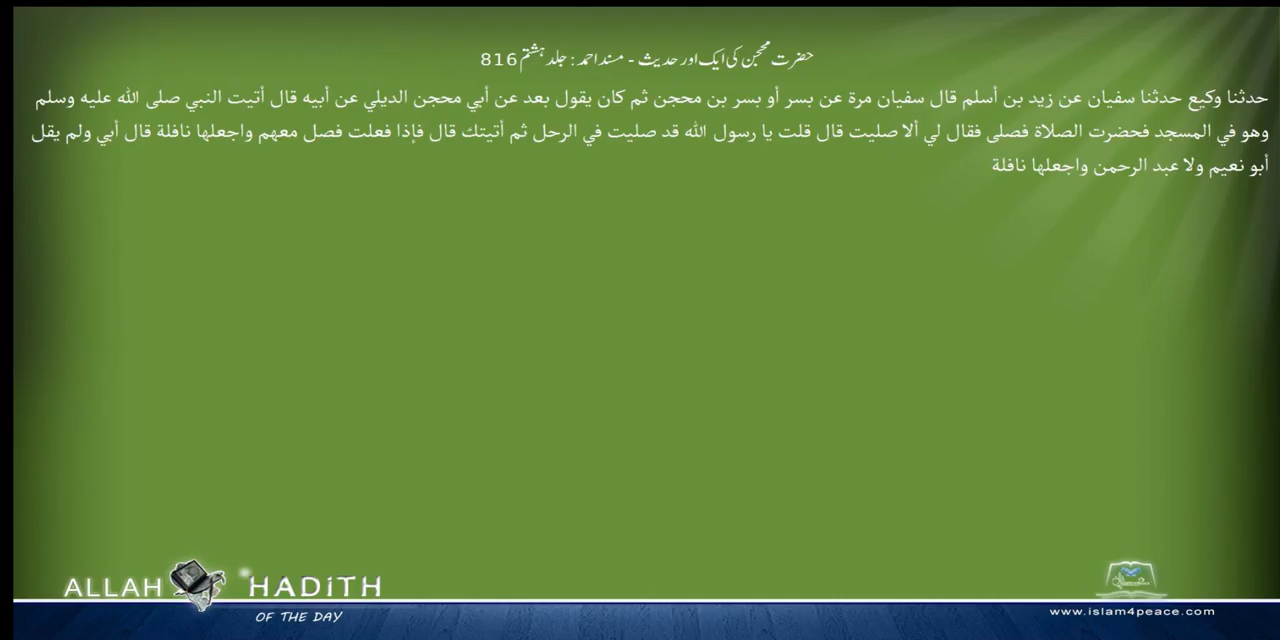 حضرت محجن کی ایک اور حدیث - مسند احمد : جلد ہشتم 816
حدثنا وكيع حدثنا سفيان عن زيد بن أسلم قال سفيان مرة عن بسر أو بسر بن محجن ثم كان يقول بعد عن أبي محجن الديلي عن أبيه قال أتيت النبي صلى الله عليه وسلم
وهو في المسجد فحضرت الصلاة فصلى فقال لي ألا صليت قال قلت يا رسول الله قد صليت في الرحل ثم أتيتك قال فإذا فعلت فصل معهم واجعلها نافلة قال أبي ولم يقل
أبو نعيم ولا عبد الرحمن واجعلها نافلة
ALLAH HADITH
OF THE DAY
www.islam4peace.com